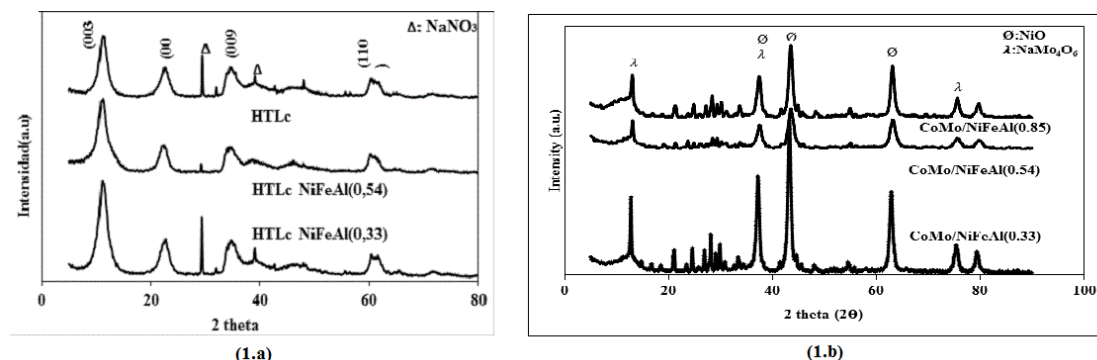 Δ: NaNO3
(003
(00
Δ
(009
Δ
(110
)
HTLc
HTLc NiFeAl(0,54)
HTLc NiFeAl(0,33)
Intensidad(a.u)
0 20 40 60 80
2 theta
(1.a)
Ø:NiO
λ:NaMo4O6
λ
Ø
λ
Ø
Ø
λ
CoMo/NiFeAl(0.85)
CoMo/NiFeAl(0.54)
CoMo/NiFeAl(0.33)
Intensity (a.u)
0 20 40 60 80 100
2 theta (2Θ)
(1.b)